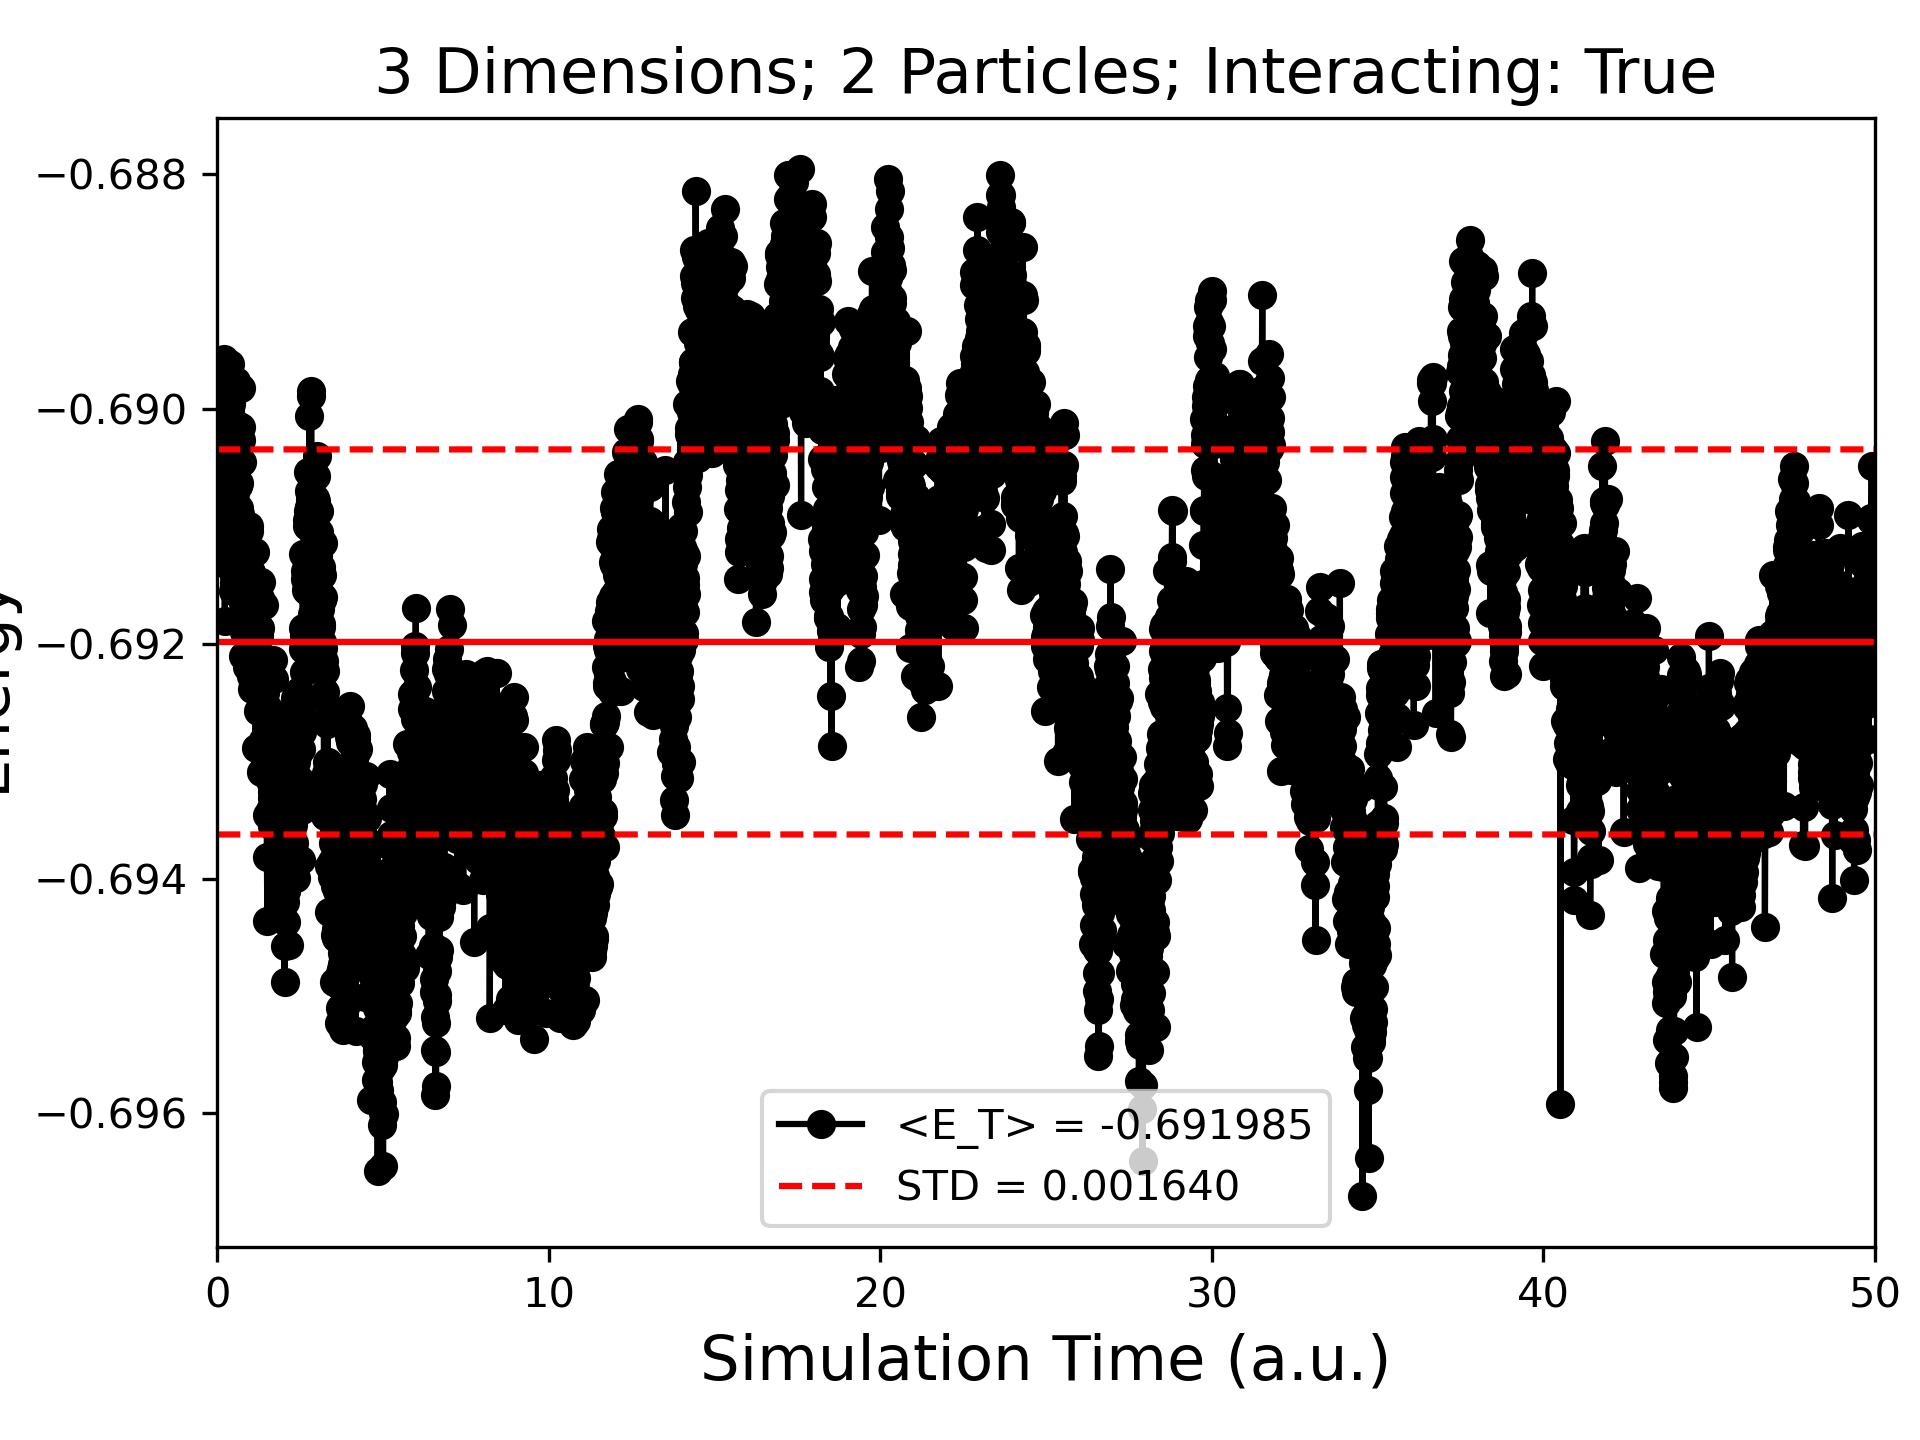 3 Dimensions; 2 Particles; Interacting: True
−0.688
−0.690
−0.692
−0.694
−0.696
Energy
<E_T> = -0.691985
STD = 0.001640
0 10 20 30 40 50
Simulation Time (a.u.)